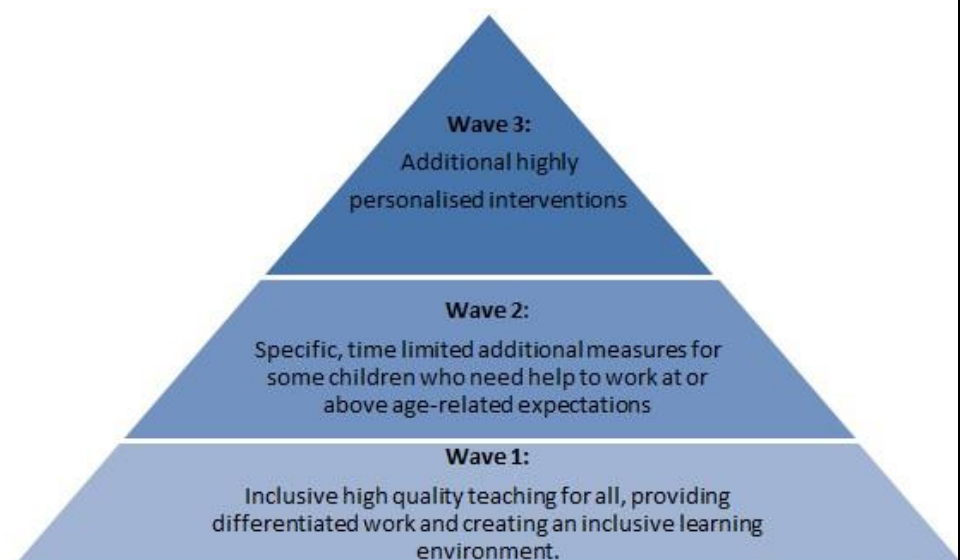 Wave 3:
Additional highly
personalised interventions
Wave 2:
Specific, time limited additional measures for
some children who need help to work at or
above age-related expectations
Wave 1:
Inclusive high quality teaching for all, providing
differentiated work and creating an inclusive learning
environment.